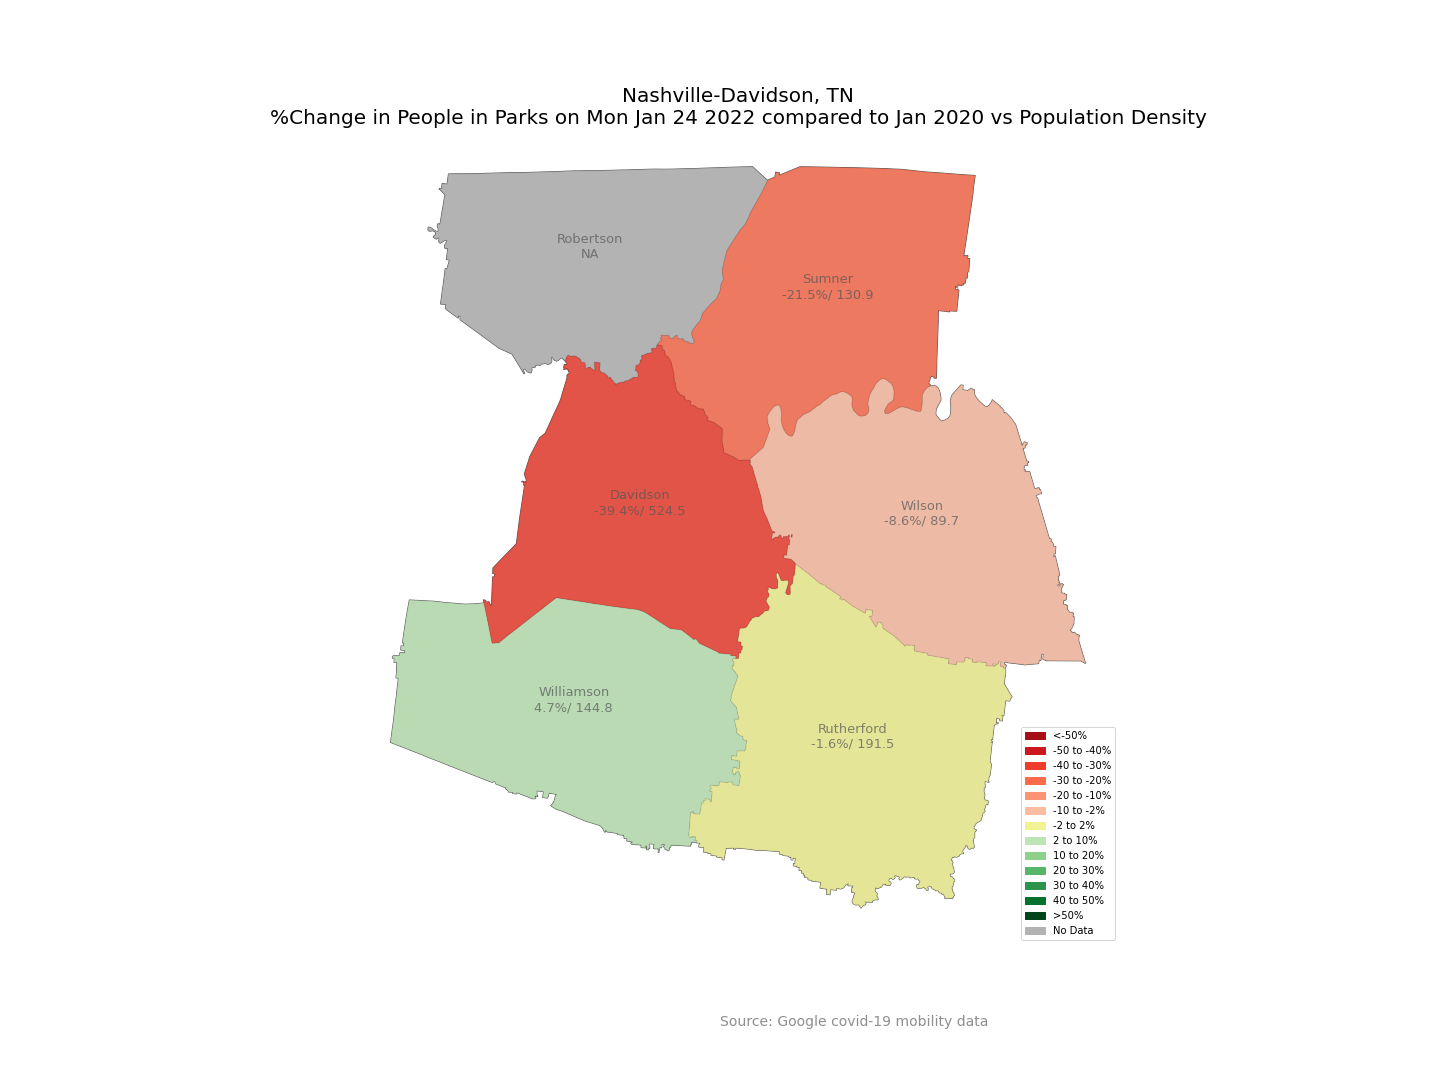 Nashville-Davidson, TN
%Change in People in Parks on Mon Jan 24 2022 compared to Jan 2020 vs Population Density
Robertson
NA
Sumner
-21.5%/ 130.9
Davidson
-39.4%/ 524.5
Wilson
-8.6%/ 89.7
Williamson
4.7%/ 144.8
Rutherford
-1.6%/ 191.5
<-50%
-50 to -40%
-40 to -30%
-30 to -20%
-20 to -10%
-10 to -2%
-2 to 2%
2 to 10%
10 to 20%
20 to 30%
30 to 40%
40 to 50%
>50%
No Data
Source: Google covid-19 mobility data